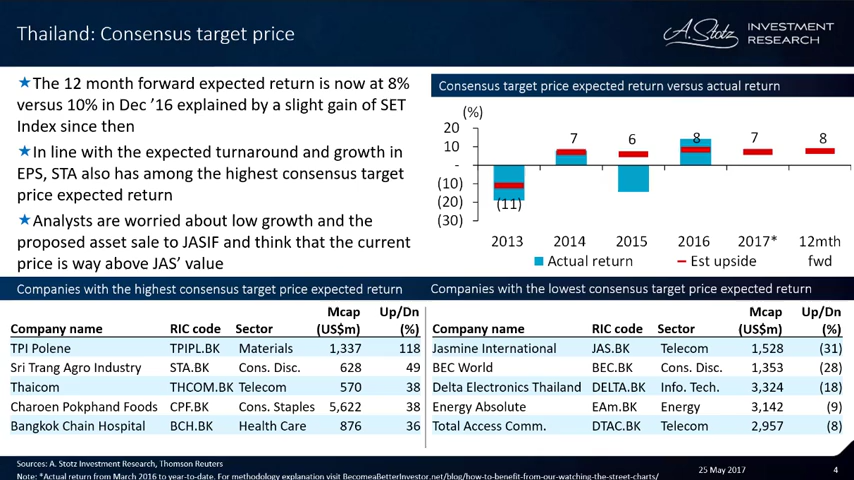 Thailand: Consensus target price
A. Stotz INVESTMENT
RESEARCH
★The 12 month forward expected return is now at 8%
versus 10% in Dec ’16 explained by a slight gain of SET
Index since then
★In line with the expected turnaround and growth in
EPS, STA also has among the highest consensus target
price expected return
★Analysts are worried about low growth and the
proposed asset sale to JASIF and think that the current
price is way above JAS’ value
Consensus target price expected return versus actual return
(%)
20
10
-
(10)
(20)
(30)
7 6 8 7 8
(11)
2013 2014 2015 2016 2017* 12mth
fwd
Actual return Est upside
Companies with the highest consensus target price expected return
Mcap Up/Dn
Company name RIC code Sector (US$m) (%)
TPI Polene TPIPL.BK Materials 1,337 118
Sri Trang Agro Industry STA.BK Cons. Disc. 628 49
Thaicom THCOM.BK Telecom 570 38
Charoen Pokphand Foods CPF.BK Cons. Staples 5,622 38
Bangkok Chain Hospital BCH.BK Health Care 876 36
Companies with the lowest consensus target price expected return
Mcap Up/Dn
Company name RIC code Sector (US$m) (%)
Jasmine International JAS.BK Telecom 1,528 (31)
BEC World BEC.BK Cons. Disc. 1,353 (28)
Delta Electronics Thailand DELTA.BK Info. Tech. 3,324 (18)
Energy Absolute EAm.BK Energy 3,142 (9)
Total Access Comm. DTAC.BK Telecom 2,957 (8)
Sources: A. Stotz Investment Research, Thomson Reuters
Note: *Actual return from March 2016 to year-to-date. For methodology explanation visit BecomeaBetterInvestor.net/blog/how-to-benefit-from-our-watching-the-street-charts/
25 May 2017
4